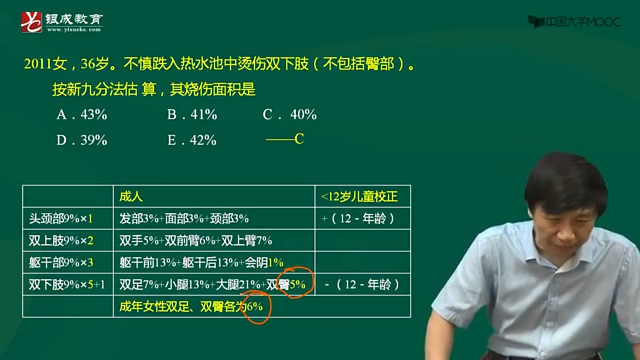 银成教育
www.yixueks.com
中国大学MOOC
2011女，36岁。不慎跌入热水池中烫伤双下肢（不包括臀部）。
按新九分法估 算，其烧伤面积是
A．43% B．41% C． 40%
D．39% E．42% ——C
成人 <12岁儿童校正
头颈部9%×1 发部3%+面部3%+颈部3% +（12－年龄）
双上肢9%×2 双手5%+双前臂6%+双上臂7%
躯干部9%×3 躯干前13%+躯干后13%+会阴1%
双下肢9%×5+1 双足7%+小腿13%+大腿21%+双臀5% －（12－年龄）
成年女性双足、双臀各为6%